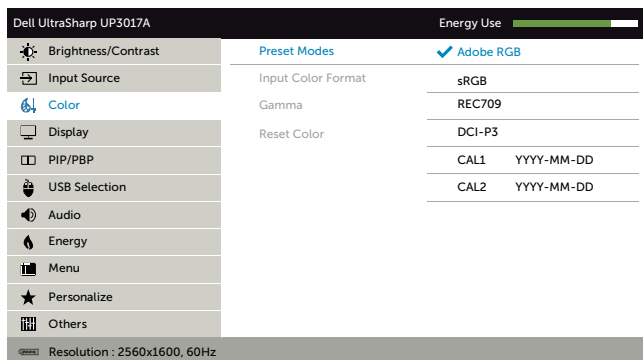 Dell UltraSharp UP3017A Energy Use
Brightness/Contrast Preset Modes Adobe RGB
Input Source Input Color Format sRGB
Color Gamma REC709
Display Reset Color DCI-P3
PIP/PBP CAL1 YYYY-MM-DD
USB Selection CAL2 YYYY-MM-DD
Audio
Energy
Menu
Personalize
Others
Resolution : 2560x1600, 60Hz